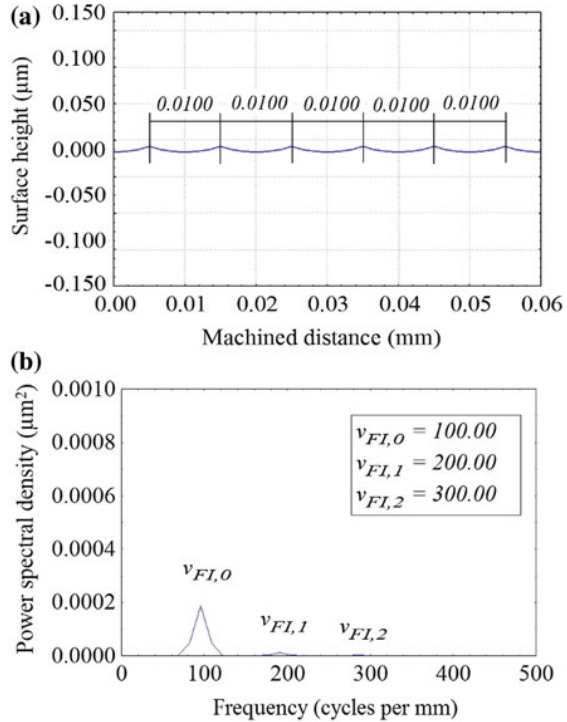 (a)
0.150
0.100
0.050
0.000
-0.050
-0.100
-0.150
Surface height (μm)
0.0100 0.0100 0.0100 0.0100 0.0100
0.00 0.01 0.02 0.03 0.04 0.05 0.06
Machined distance (mm)
(b)
0.0010
0.0008
0.0006
0.0004
0.0002
0.0000
Power spectral density (μm²)
v_FI,0 = 100.00
v_FI,1 = 200.00
v_FI,2 = 300.00
v_FI,0
v_FI,1
v_FI,2
0 100 200 300 400 500
Frequency (cycles per mm)